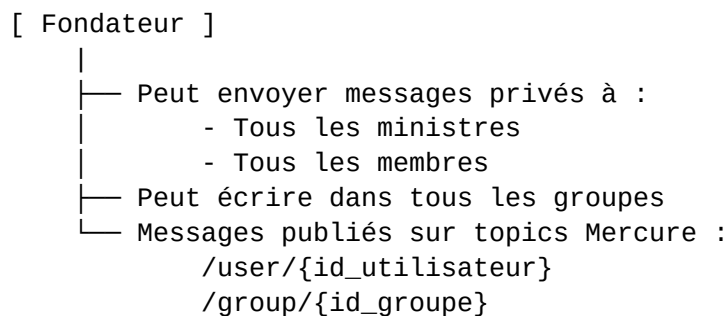 [ Fondateur ]
     |
     ├── Peut envoyer messages privés à :
     │       - Tous les ministres
     │       - Tous les membres
     ├── Peut écrire dans tous les groupes
     └── Messages publiés sur topics Mercure :
             /user/{id_utilisateur}
             /group/{id_groupe}